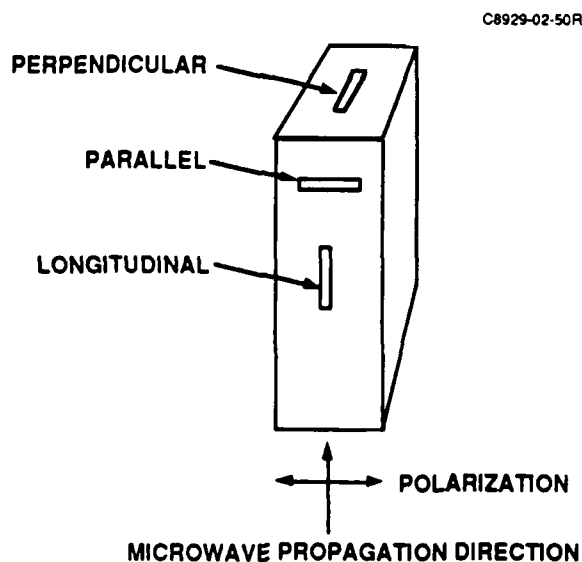 C8929-02-50R
PERPENDICULAR
PARALLEL
LONGITUDINAL
POLARIZATION
MICROWAVE PROPAGATION DIRECTION